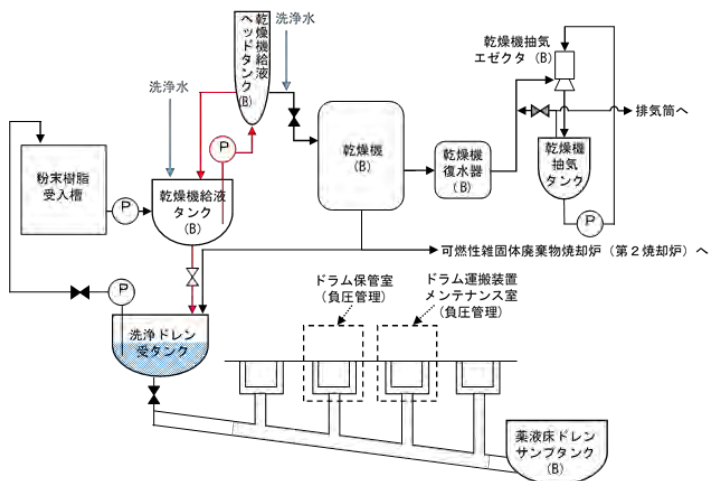 洗浄水
乾燥機給液
ヘッドタンク
(B)
洗浄水
乾燥機抽気
エゼクタ (B)
排気筒へ
P
粉末樹脂
受入槽
P
乾燥機給液
タンク
(B)
乾燥機
(B)
乾燥機
復水器
(B)
乾燥機
抽気
タンク
P
可燃性雑固体廃棄物焼却炉（第２焼却炉）へ
P
洗浄ドレン
受タンク
ドラム保管室
(負圧管理)
ドラム運搬装置
メンテナンス室
(負圧管理)
薬液床ドレン
サンプタンク
(B)